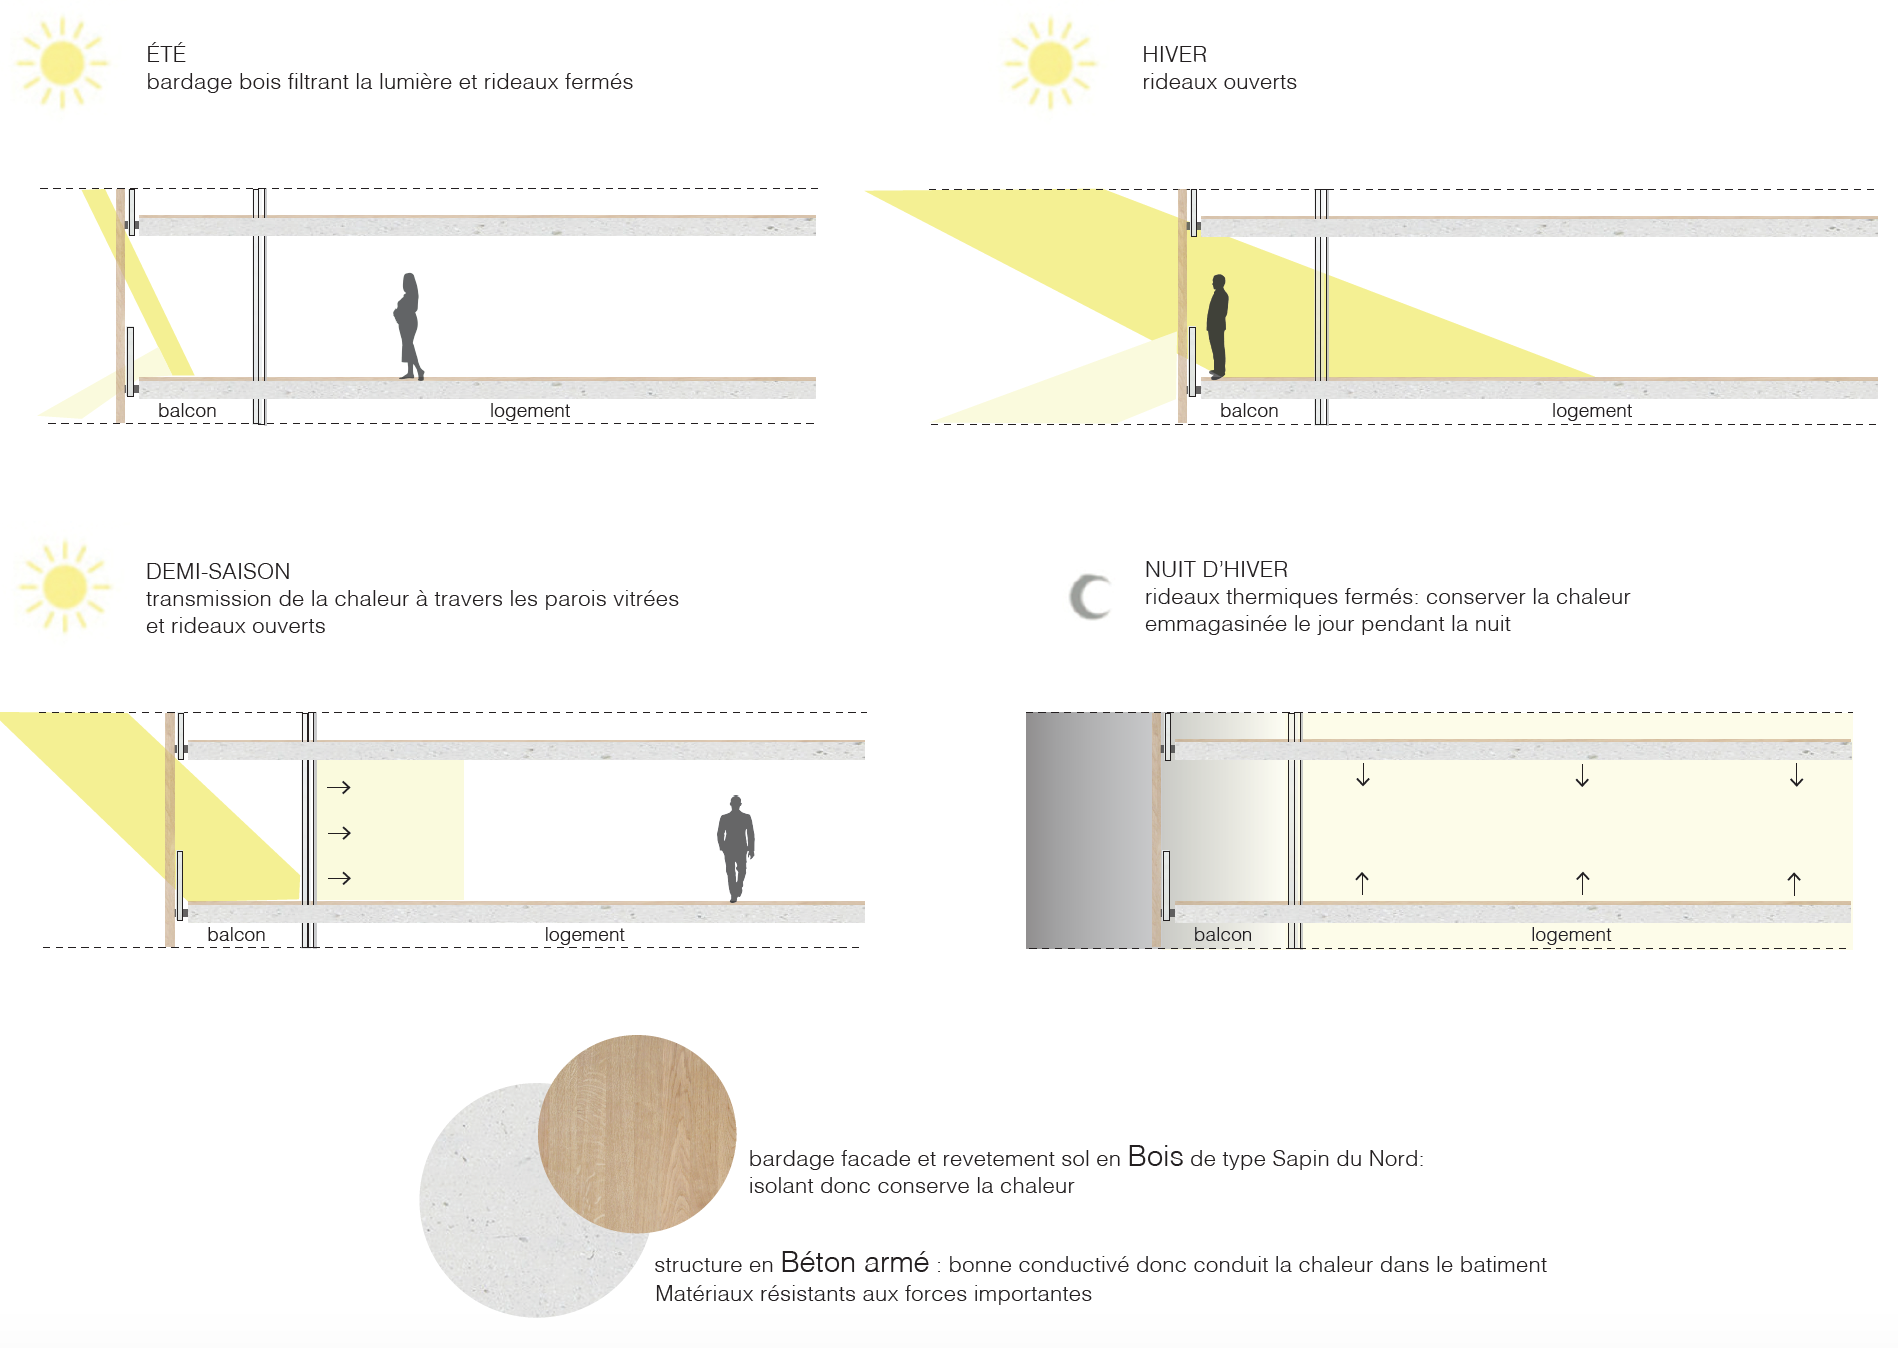 ÉTÉ
bardage bois filtrant la lumière et rideaux fermés
balcon
logement
HIVER
rideaux ouverts
balcon
logement
DEMI-SAISON
transmission de la chaleur à travers les parois vitrées
et rideaux ouverts
balcon
logement
NUIT D'HIVER
rideaux thermiques fermés: conserver la chaleur
emmagasinée le jour pendant la nuit
balcon
logement
bardage facade et revetement sol en Bois de type Sapin du Nord:
isolant donc conserve la chaleur
structure en Béton armé : bonne conductivé donc conduit la chaleur dans le batiment
Matériaux résistants aux forces importantes